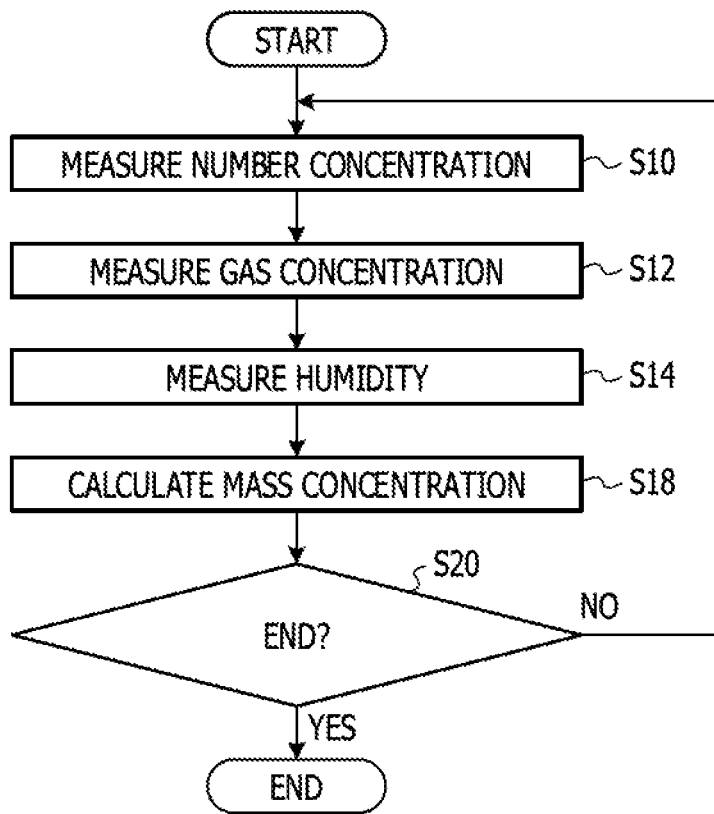 START
MEASURE NUMBER CONCENTRATION
S10
MEASURE GAS CONCENTRATION
S12
MEASURE HUMIDITY
S14
CALCULATE MASS CONCENTRATION
S18
S20
END?
NO
YES
END